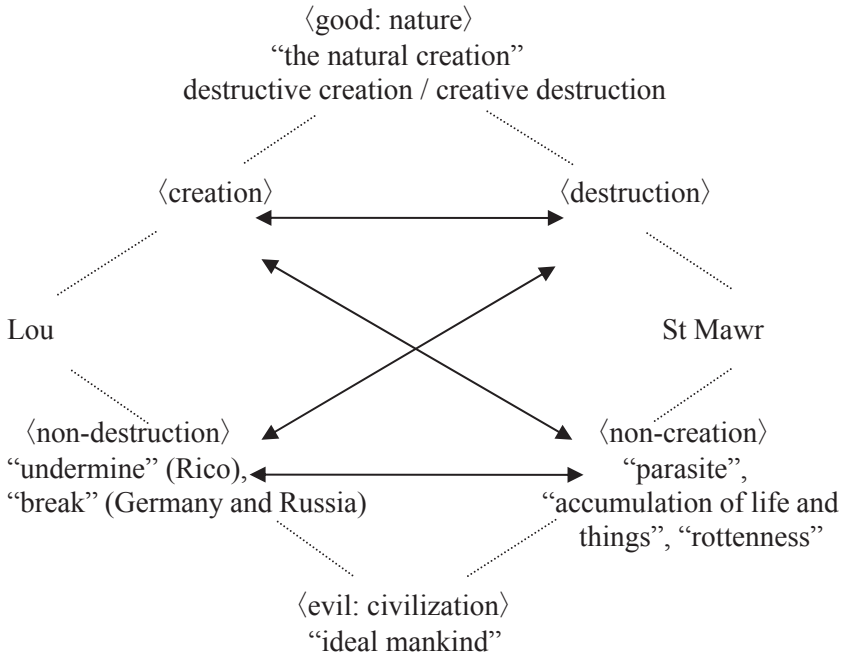 〈good: nature〉
“the natural creation”
destructive creation / creative destruction
〈creation〉
〈destruction〉
Lou
St Mawr
〈non-destruction〉
“undermine” (Rico),
“break” (Germany and Russia)
〈non-creation〉
“parasite”,
“accumulation of life and
things”, “rottenness”
〈evil: civilization〉
“ideal mankind”